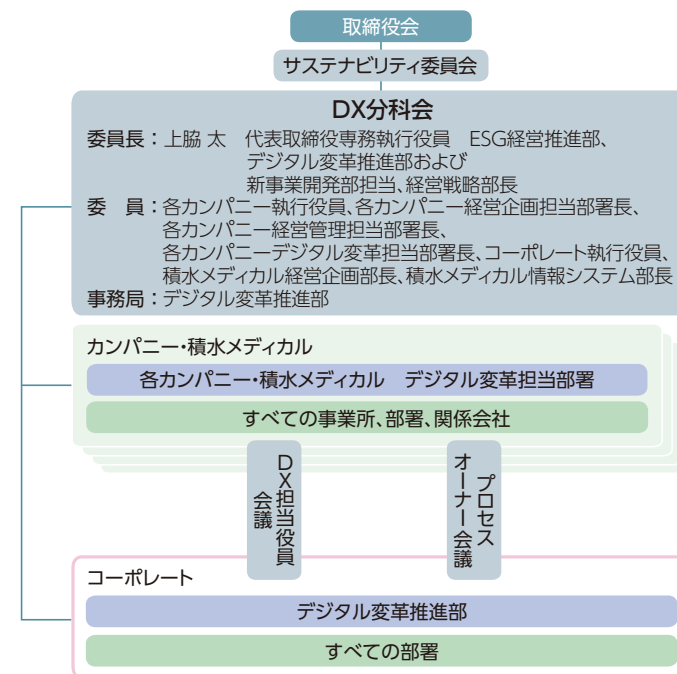 取締役会
サステナビリティ委員会
DX分科会
委員長：上脇 太　代表取締役専務執行役員　ESG経営推進部、
デジタル変革推進部および
新事業開発部担当、経営戦略部長
委　員：各カンパニー執行役員、各カンパニー経営企画担当部署長、
各カンパニー経営管理担当部署長、
各カンパニーデジタル変革担当部署長、コーポレート執行役員、
積水メディカル経営企画部長、積水メディカル情報システム部長
事務局：デジタル変革推進部
カンパニー・積水メディカル
各カンパニー・積水メディカル　デジタル変革担当部署
すべての事業所、部署、関係会社
DX担当役員
会議
プロセス
オーナー会議
コーポレート
デジタル変革推進部
すべての部署